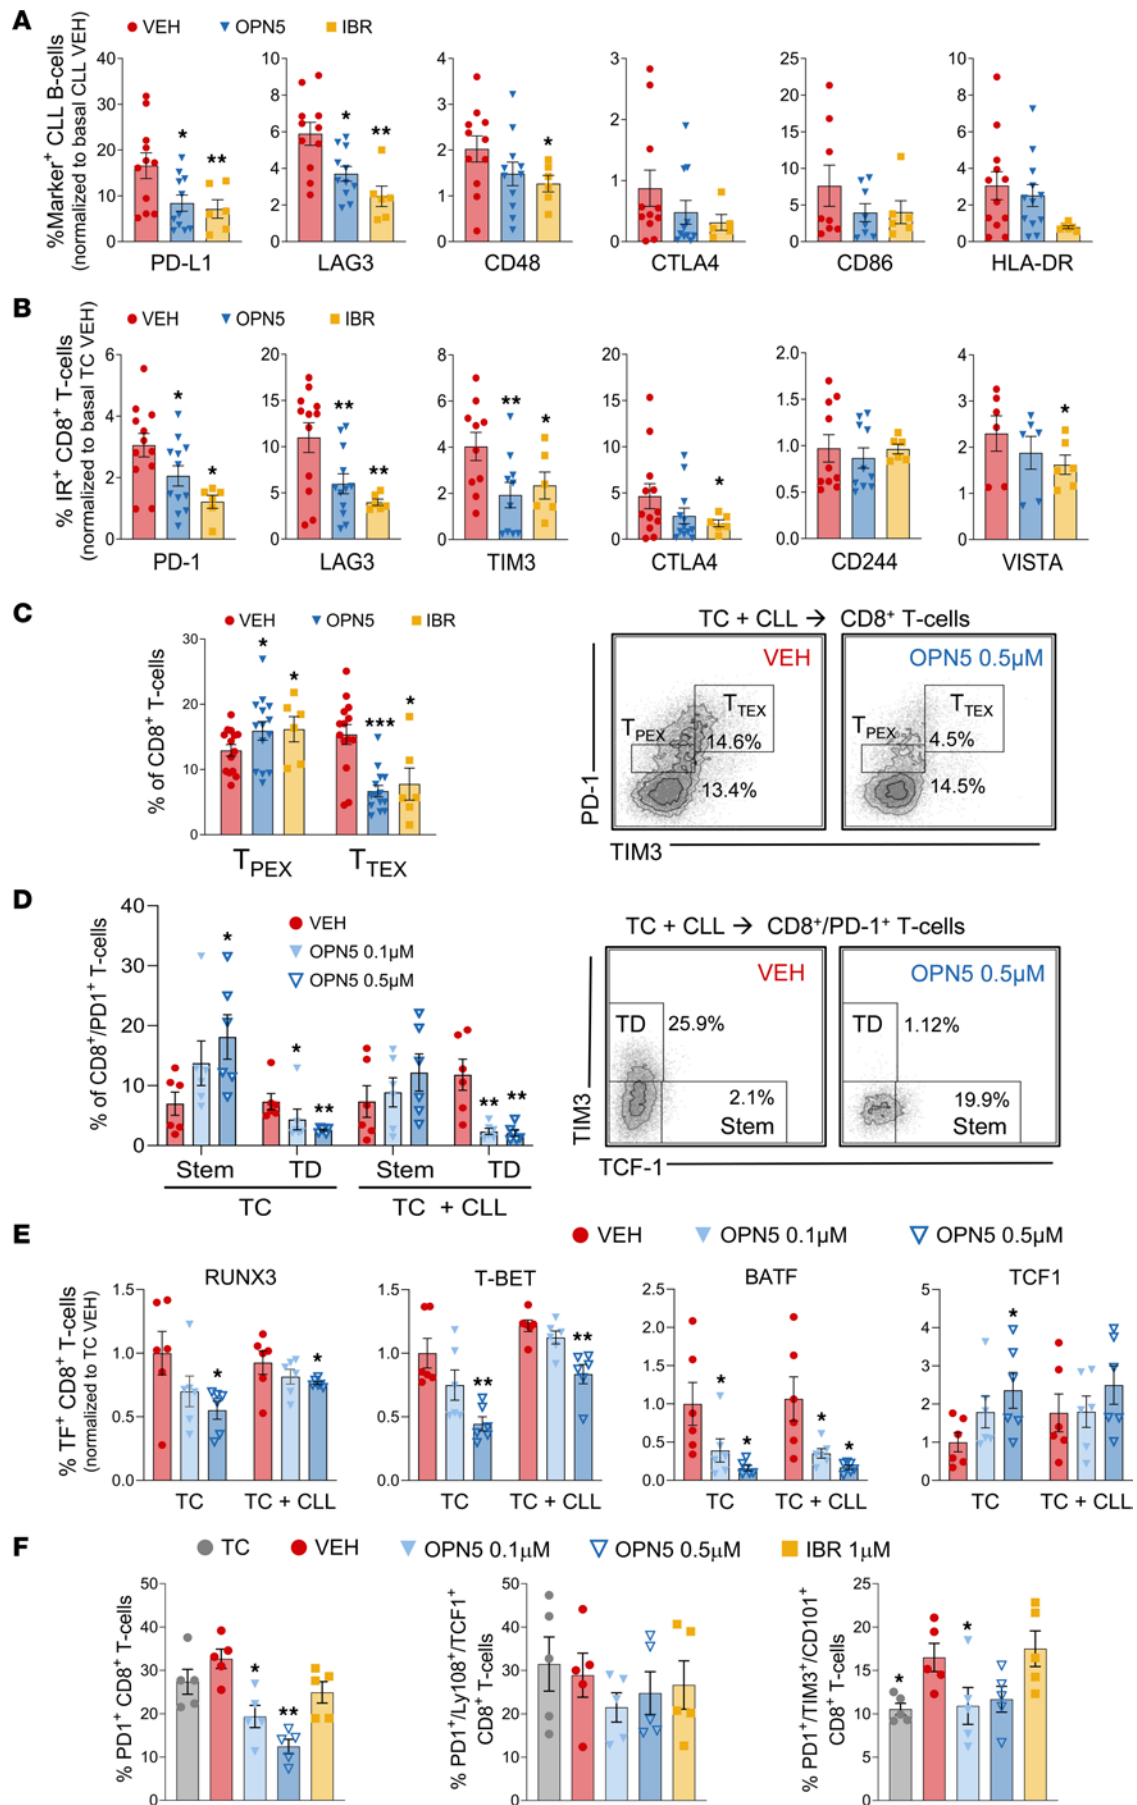 A
VEH OPN5 IBR
%Marker⁺ CLL B-cells
(normalized to basal CLL VEH)
40 30 20 10 0
* **
PD-L1
10 8 6 4 2 0
* **
LAG3
4 3 2 1 0
*
CD48
3 2 1 0
CTLA4
25 20 15 10 5 0
CD86
10 8 6 4 2 0
HLA-DR
B
VEH OPN5 IBR
% IR⁺ CD8⁺ T-cells
(normalized to basal TC VEH)
6 4 2 0
* *
PD-1
20 15 10 5 0
** **
LAG3
8 6 4 2 0
** *
TIM3
20 15 10 5 0
*
CTLA4
2.0 1.5 1.0 0.5 0.0
CD244
4 3 2 1 0
*
VISTA
C
VEH OPN5 IBR
% of CD8⁺ T-cells
30 20 10 0
* * *** *
TPEX TTEX
TC + CLL → CD8⁺ T-cells
VEH
TTEX
TPEX
14.6%
13.4%
OPN5 0.5µM
TTEX
TPEX
4.5%
14.5%
PD-1
TIM3
D
% of CD8⁺/PD1⁺ T-cells
40 30 20 10 0
VEH
OPN5 0.1µM
OPN5 0.5µM
* * ** ** **
Stem TD Stem TD
TC TC + CLL
TC + CLL → CD8⁺/PD-1⁺ T-cells
VEH
TD 25.9%
2.1%
Stem
OPN5 0.5µM
TD 1.12%
19.9%
Stem
TIM3
TCF-1
E
VEH OPN5 0.1µM OPN5 0.5µM
% TF⁺ CD8⁺ T-cells
(normalized to TC VEH)
RUNX3
1.5 1.0 0.5 0.0
* *
TC TC + CLL
T-BET
1.5 1.0 0.5 0.0
** **
TC TC + CLL
BATF
2.5 2.0 1.5 1.0 0.5 0.0
* * * *
TC TC + CLL
TCF1
5 4 3 2 1 0
*
TC TC + CLL
F
TC VEH OPN5 0.1µM OPN5 0.5µM IBR 1µM
% PD1⁺ CD8⁺ T-cells
50 40 30 20 10 0
* **
% PD1⁺/Ly108⁺/TCF1⁺
CD8⁺ T-cells
50 40 30 20 10 0
% PD1⁺/TIM3⁺/CD101⁺
CD8⁺ T-cells
25 20 15 10 5 0
* *